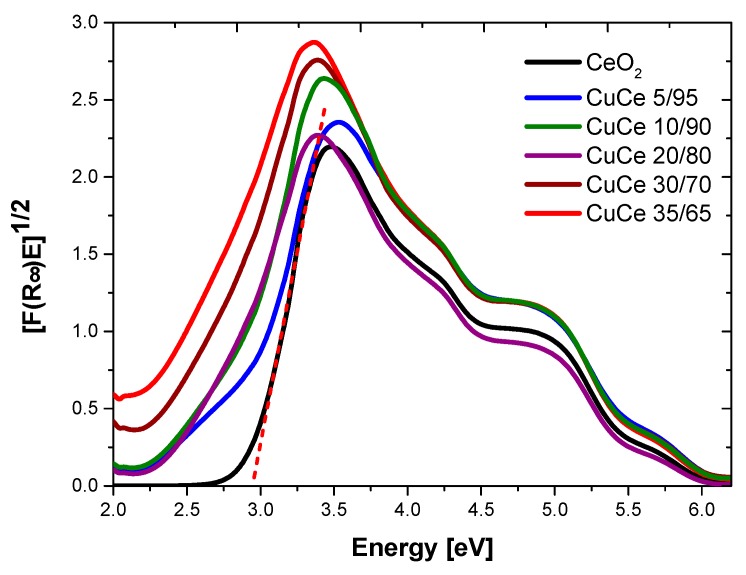 [F(R∞)E]^1/2
3.0
2.5
2.0
1.5
1.0
0.5
0.0
CeO₂
CuCe 5/95
CuCe 10/90
CuCe 20/80
CuCe 30/70
CuCe 35/65
2.0 2.5 3.0 3.5 4.0 4.5 5.0 5.5 6.0
Energy [eV]